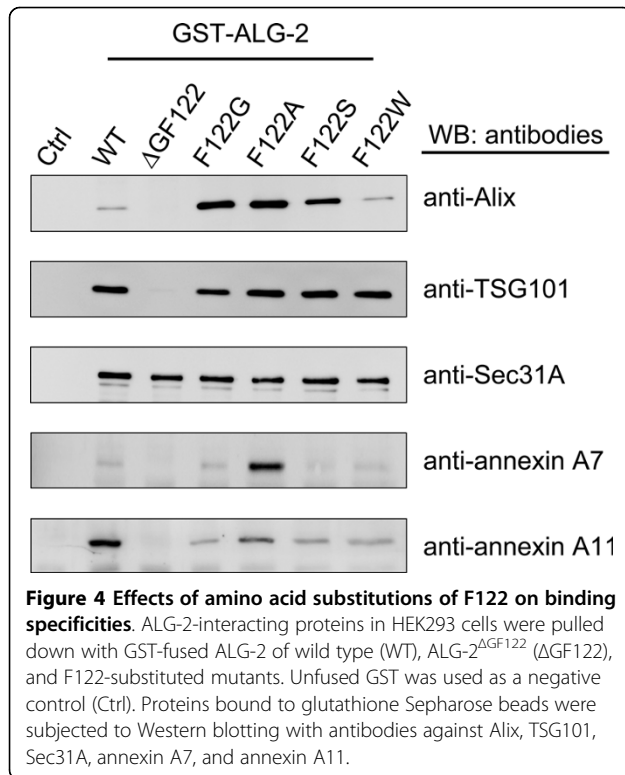 GST-ALG-2
Ctrl WT ΔGF122 F122G F122A F122S F122W WB: antibodies
anti-Alix
anti-TSG101
anti-Sec31A
anti-annexin A7
anti-annexin A11
Figure 4 Effects of amino acid substitutions of F122 on binding
specificities. ALG-2-interacting proteins in HEK293 cells were pulled
down with GST-fused ALG-2 of wild type (WT), ALG-2^ΔGF122 (ΔGF122),
and F122-substituted mutants. Unfused GST was used as a negative
control (Ctrl). Proteins bound to glutathione Sepharose beads were
subjected to Western blotting with antibodies against Alix, TSG101,
Sec31A, annexin A7, and annexin A11.